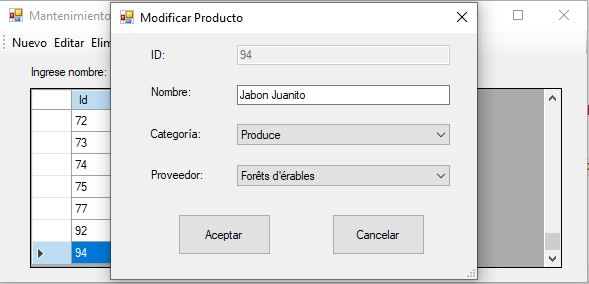 Mantenimiento
Modificar Producto
Nuevo Editar Elim
Ingrese nombre:
Id
72
73
74
75
77
92
94
ID:
94
Nombre:
Jabon Juanito
Categoría:
Produce
Proveedor:
Forêts d'érables
Aceptar
Cancelar